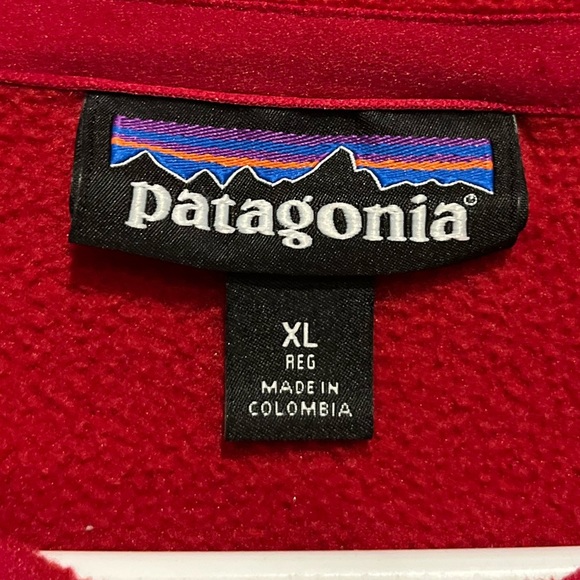 patagonia®
XL
REG
MADE IN
COLOMBIA